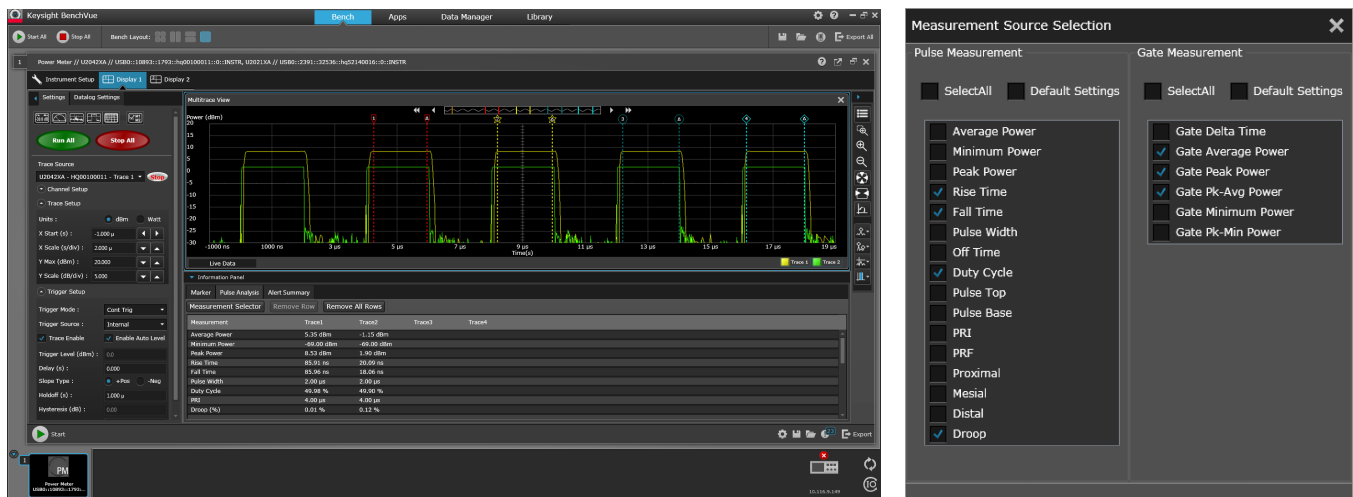 Keysight BenchVue
Bench Apps Data Manager Library
Start All Stop All Bench Layout: Export All
1 Power Meter // U2042XA // USB0::10893::1793::hq00100011::0::INSTR, U2021XA // USB0::2391::32536::hq52140016::0::INSTR
Instrument Setup Display 1 Display 2
Settings Datalog Settings
Run All Stop All
Trace Source
U2042XA - HQ00100011 - Trace 1 Stop
Channel Setup
Trace Setup
Units : dBm Watt
X Start (s) : -1.000 µ
X Scale (s/div) : 2.000 µ
Y Max (dBm) : 20.000
Y Scale (dB/div) : 5.000
Trigger Setup
Trigger Mode : Cont Trig
Trigger Source : Internal
Trace Enable Enable Auto Level
Trigger Level (dBm) : 0.0
Delay (s) : 0.000
Slope Type : +Pos -Neg
Holdoff (s) : 1.000 µ
Hysteresis (dB) : 0.00
Multitrace View
Power (dBm)
20
15
10
5
0
-5
-10
-15
-20
-25
-30
-1000 ns 1000 ns 3 µs 5 µs 7 µs 9 µs 11 µs 13 µs 15 µs 17 µs 19 µs
Time(s)
Live Data Trace 1 Trace 2
Information Panel
Marker Pulse Analysis Alert Summary
Measurement Selector Remove Row Remove All Rows
Measurement Trace1 Trace2 Trace3 Trace4
Average Power 5.35 dBm -1.15 dBm
Minimum Power -69.00 dBm -69.00 dBm
Peak Power 8.53 dBm 1.90 dBm
Rise Time 85.91 ns 20.09 ns
Fall Time 85.96 ns 18.06 ns
Pulse Width 2.00 µs 2.00 µs
Duty Cycle 49.98 % 49.90 %
PRI 4.00 µs 4.00 µs
Droop (%) 0.01 % 0.12 %
Start Export
1
PM
Power Meter
USB0::10893::1793:...
10.116.9.149
IO
Measurement Source Selection
Pulse Measurement
SelectAll Default Settings
Average Power
Minimum Power
Peak Power
Rise Time
Fall Time
Pulse Width
Off Time
Duty Cycle
Pulse Top
Pulse Base
PRI
PRF
Proximal
Mesial
Distal
Droop
Gate Measurement
SelectAll Default Settings
Gate Delta Time
Gate Average Power
Gate Peak Power
Gate Pk-Avg Power
Gate Minimum Power
Gate Pk-Min Power